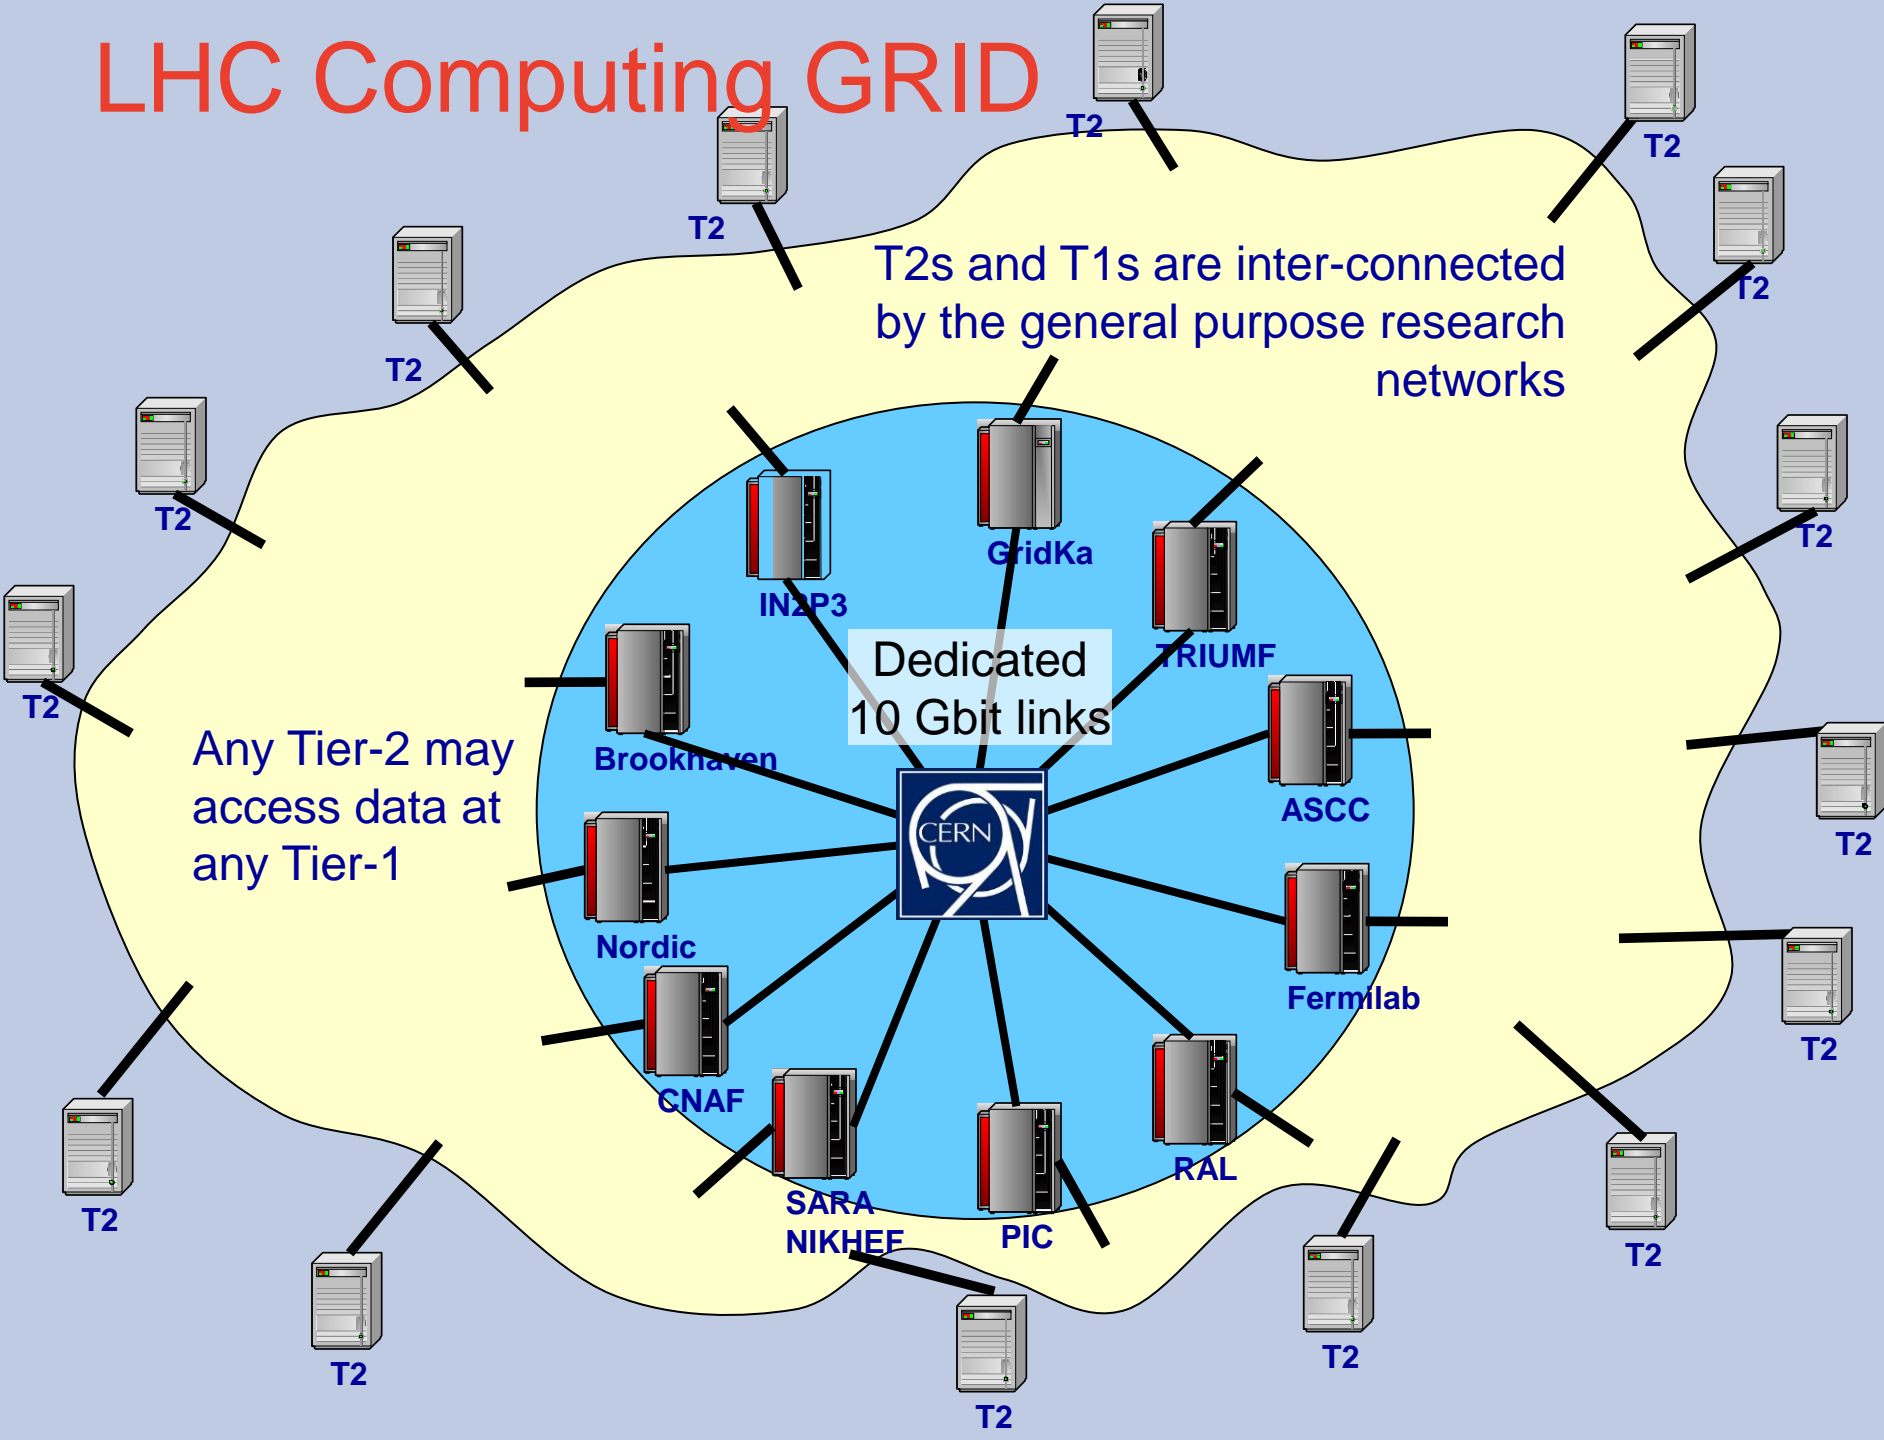 LHC Computing GRID
T2
T2
T2
T2
T2
T2s and T1s are inter-connected
by the general purpose research
networks
T2
T2
T2
GridKa
IN2P3
TRIUMF
Dedicated
10 Gbit links
T2
Any Tier-2 may
access data at
any Tier-1
Brookhaven
ASCC
CERN
T2
Nordic
Fermilab
T2
CNAF
RAL
SARA
NIKHEF
PIC
T2
T2
T2
T2
T2